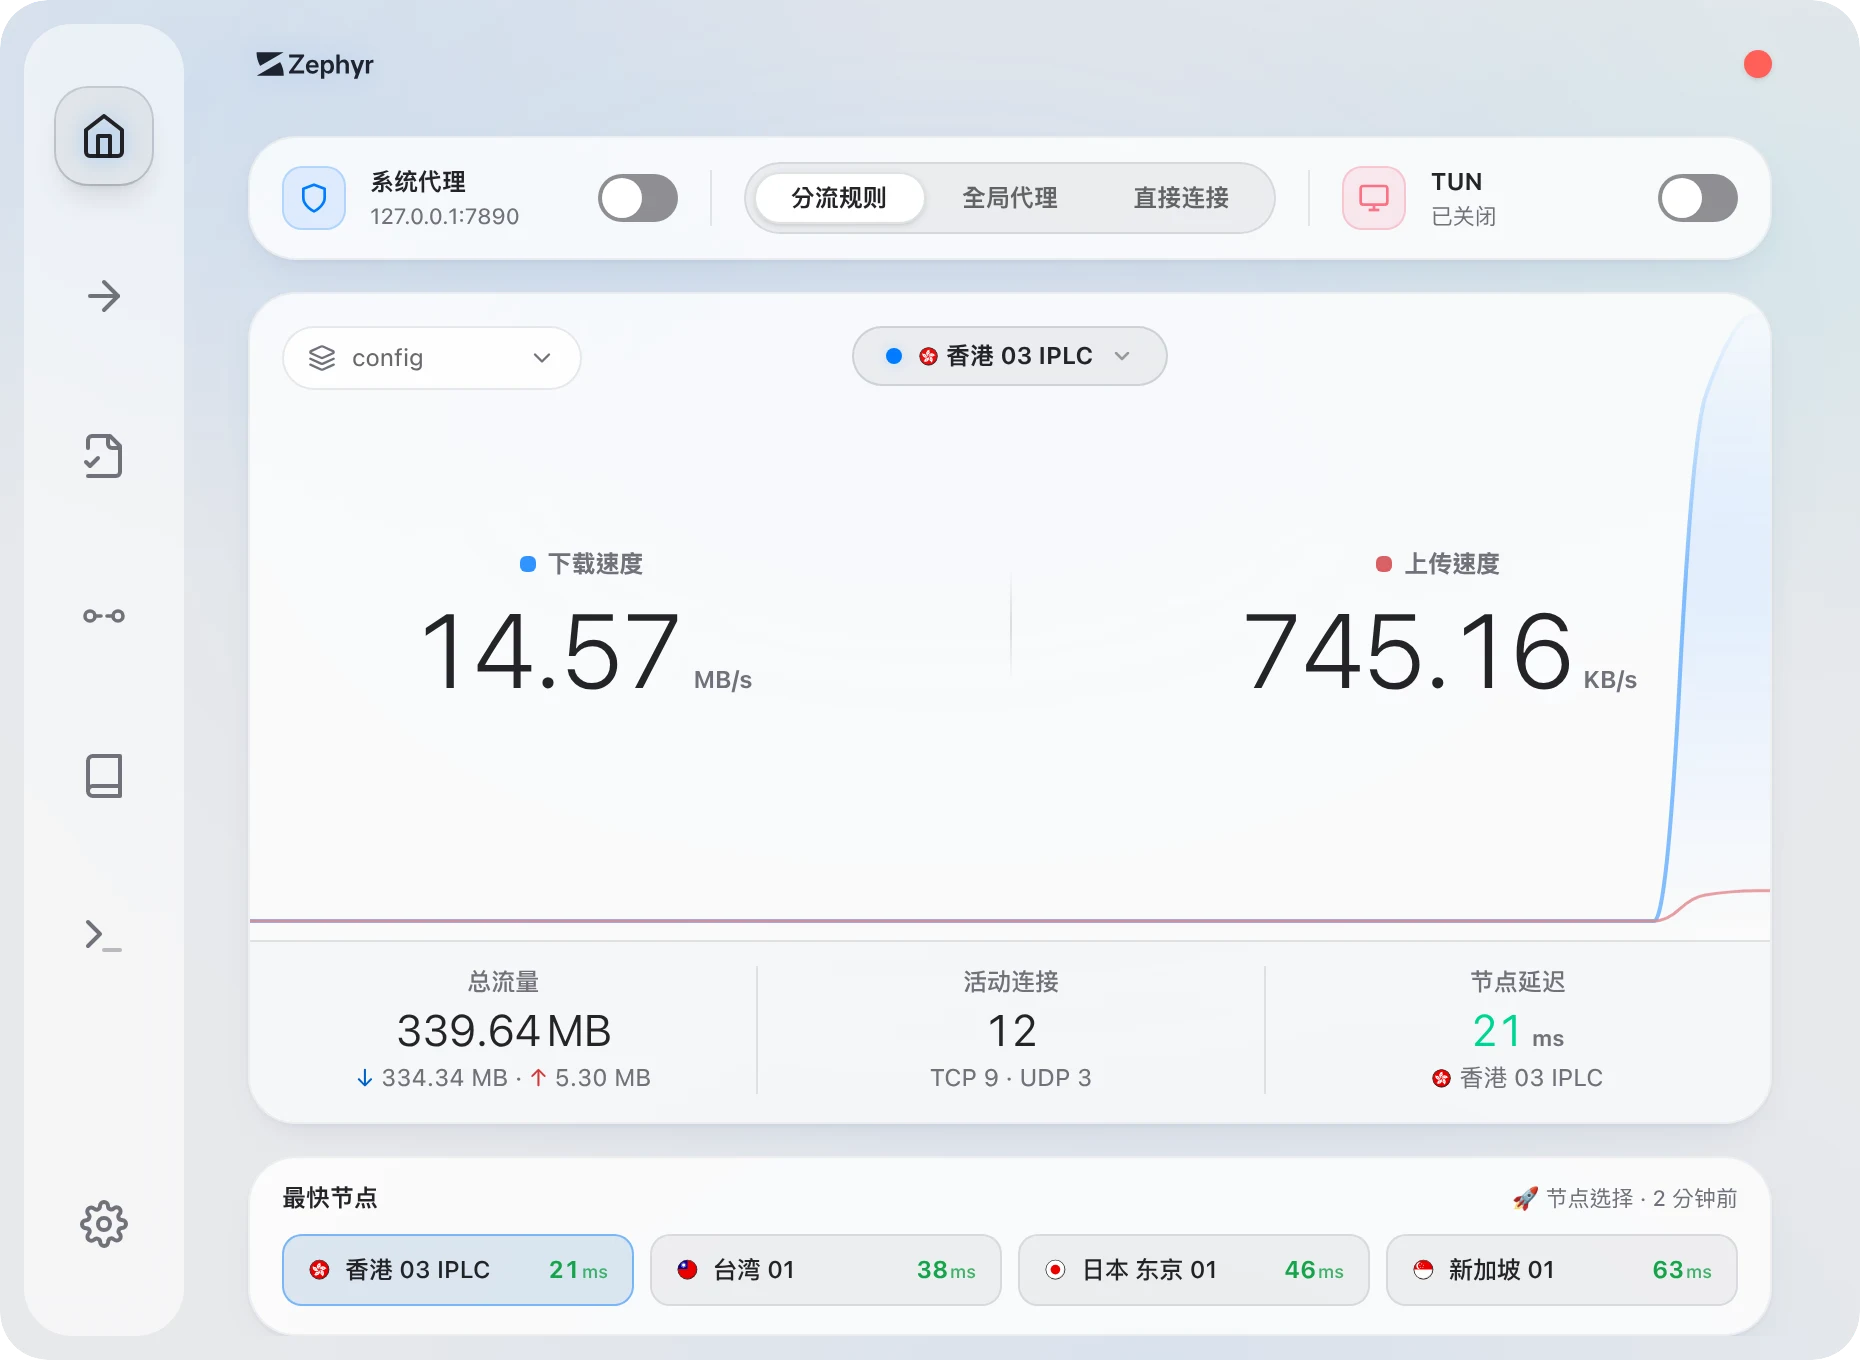 Zephyr
系统代理
127.0.0.1:7890
分流规则
全局代理
直接连接
TUN
已关闭
config
香港 03 IPLC
下载速度
14.57 MB/s
上传速度
745.16 KB/s
总流量
339.64 MB
↓ 334.34 MB · ↑ 5.30 MB
活动连接
12
TCP 9 · UDP 3
节点延迟
21 ms
香港 03 IPLC
最快节点
🚀 节点选择 · 2 分钟前
香港 03 IPLC 21ms
台湾 01 38ms
日本 东京 01 46ms
新加坡 01 63ms